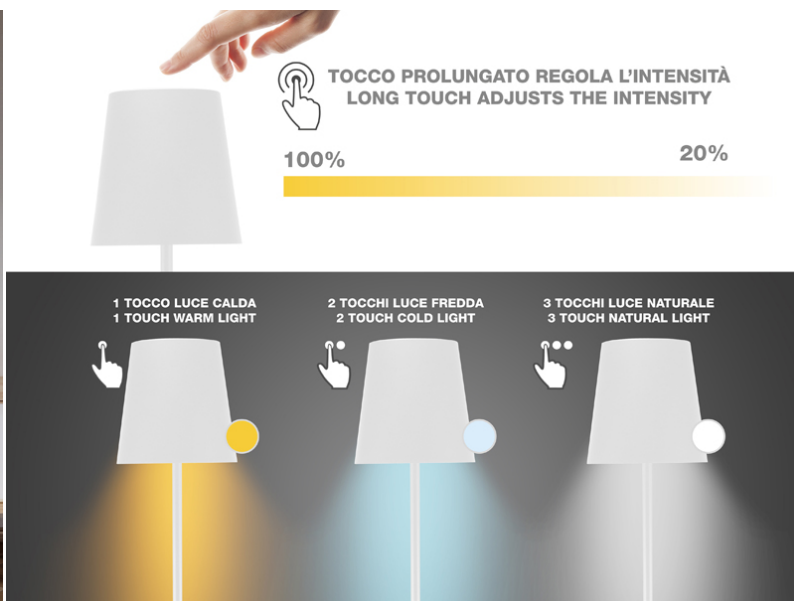 TOCCO PROLUNGATO REGOLA L'INTENSITÀ
LONG TOUCH ADJUSTS THE INTENSITY
100%
20%
1 TOCCO LUCE CALDA
1 TOUCH WARM LIGHT
2 TOCCHI LUCE FREDDA
2 TOUCH COLD LIGHT
3 TOCCHI LUCE NATURALE
3 TOUCH NATURAL LIGHT